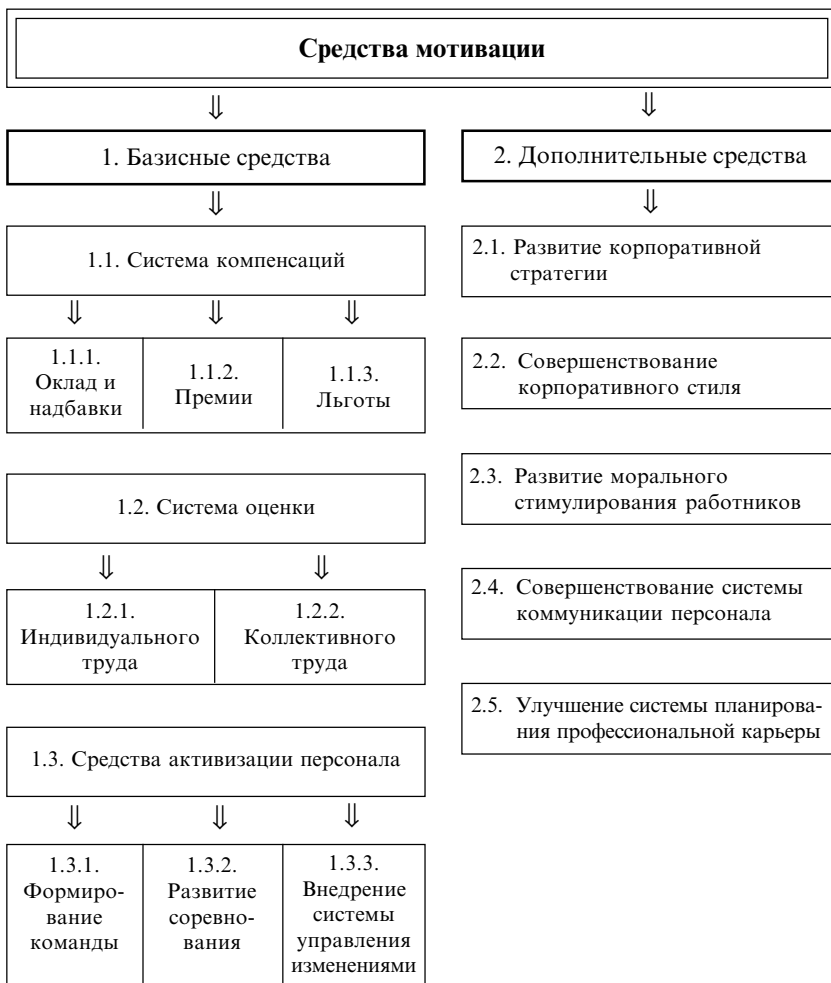 Средства мотивации
1. Базисные средства
1.1. Система компенсаций
1.1.1.
Оклад и
надбавки
1.1.2.
Премии
1.1.3.
Льготы
1.2. Система оценки
1.2.1.
Индивидуального
труда
1.2.2.
Коллективного
труда
1.3. Средства активизации персонала
1.3.1.
Формиро-
вание
команды
1.3.2.
Развитие
соревно-
вания
1.3.3.
Внедрение
системы
управления
изменениями
2. Дополнительные средства
2.1. Развитие корпоративной
стратегии
2.2. Совершенствование
корпоративного стиля
2.3. Развитие морального
стимулирования работников
2.4. Совершенствование системы
коммуникации персонала
2.5. Улучшение системы планирова-
ния профессиональной карьеры